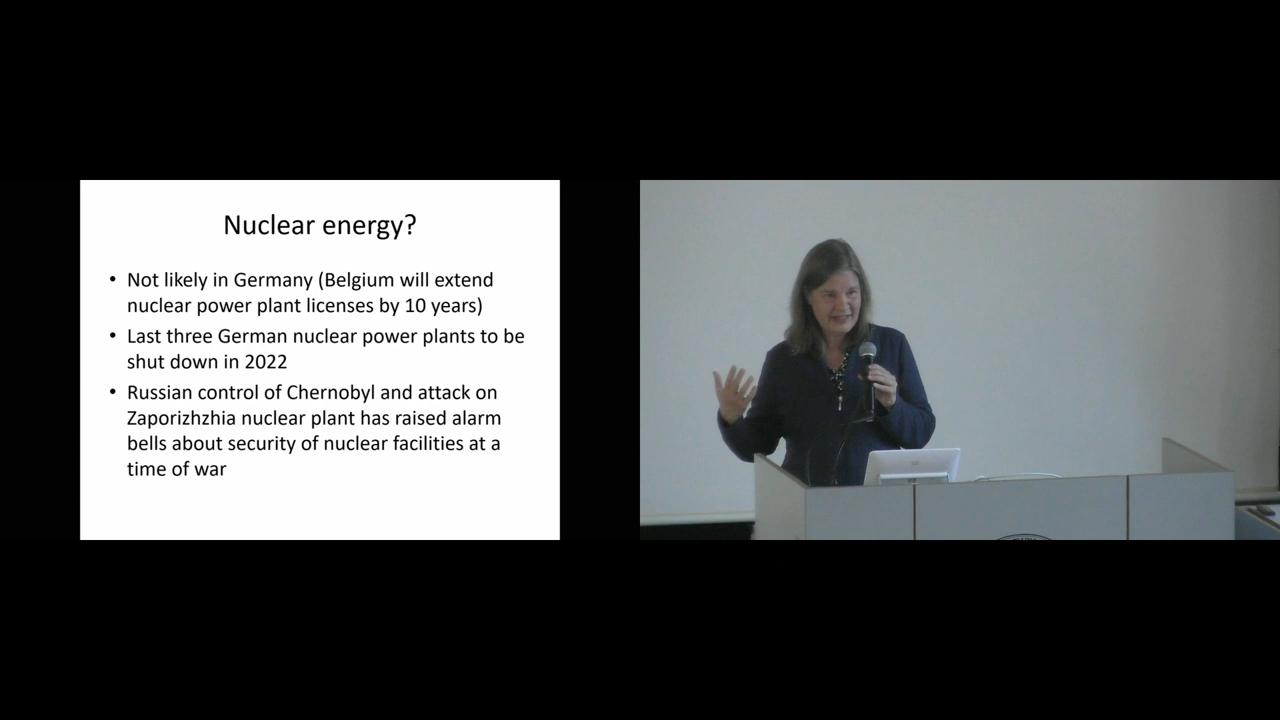 Nuclear energy?
• Not likely in Germany (Belgium will extend
nuclear power plant licenses by 10 years)
• Last three German nuclear power plants to be
shut down in 2022
• Russian control of Chernobyl and attack on
Zaporizhzhia nuclear plant has raised alarm
bells about security of nuclear facilities at a
time of war